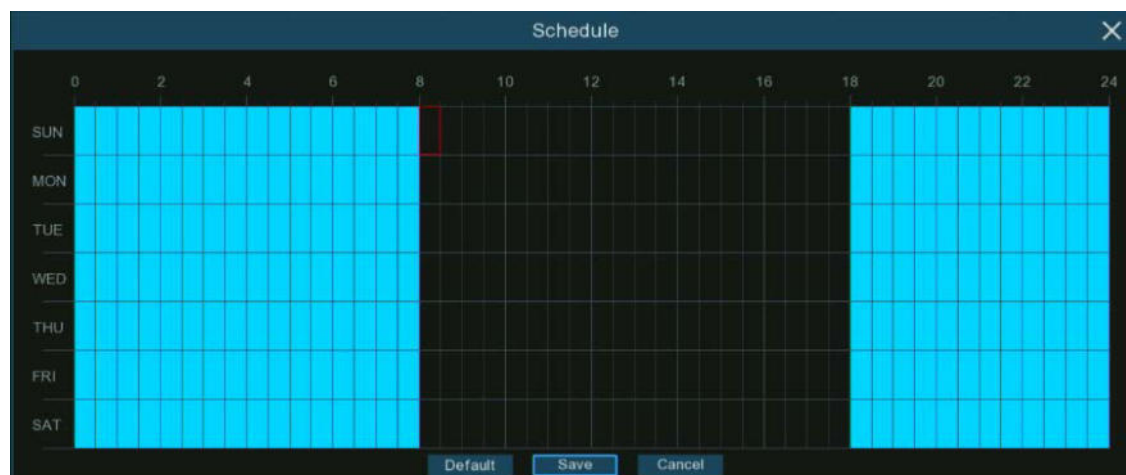 Schedule
0 2 4 6 8 10 12 14 16 18 20 22 24
SUN
MON
TUE
WED
THU
FRI
SAT
Default Save Cancel